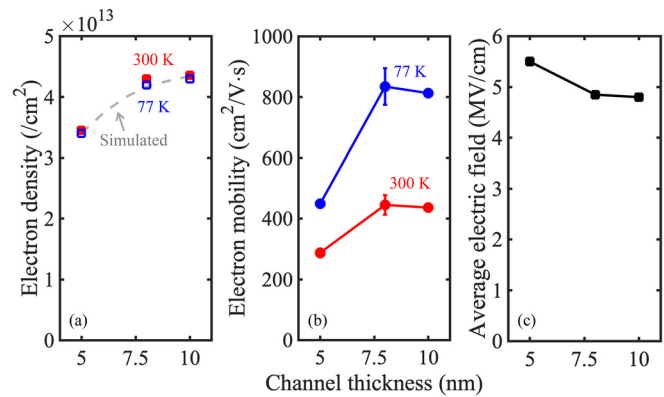 ×10^13
5
4
3
2
1
0
Electron density (/cm²)
300 K
77 K
Simulated
(a)
5
7.5
10
1000
800
600
400
200
0
Electron mobility (cm²/V·s)
77 K
300 K
(b)
5
7.5
10
6
5
4
3
2
1
0
Average electric field (MV/cm)
(c)
5
7.5
10
Channel thickness (nm)